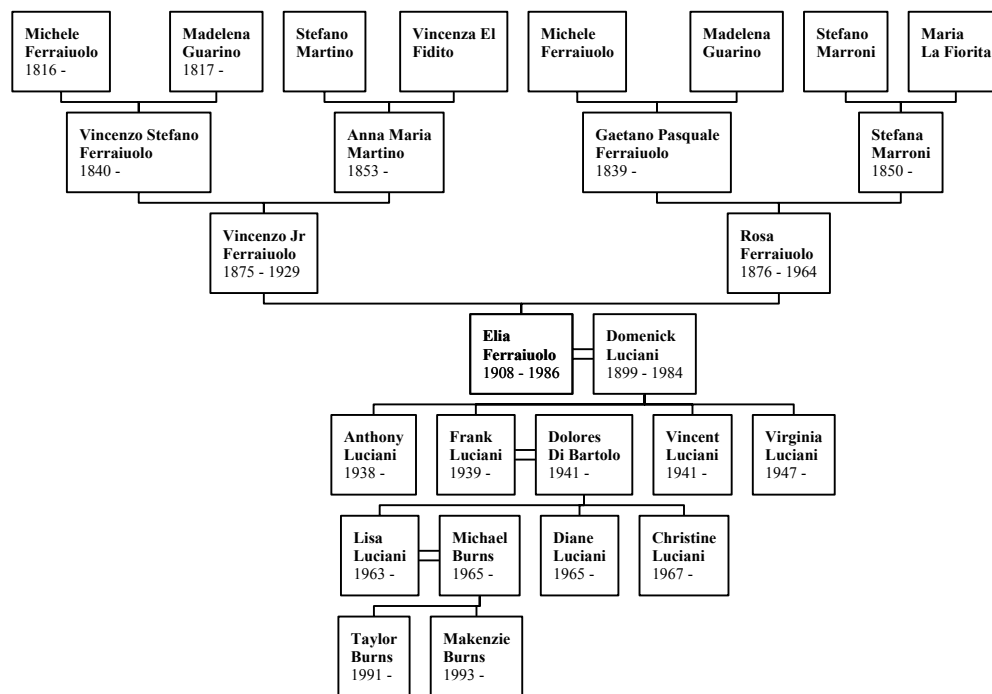 Michele
Ferraiuolo
1816 -
Madelena
Guarino
1817 -
Stefano
Martino
Vincenza El
Fidito
Michele
Ferraiuolo
Madelena
Guarino
Stefano
Marroni
Maria
La Fiorita
Vincenzo Stefano
Ferraiuolo
1840 -
Anna Maria
Martino
1853 -
Gaetano Pasquale
Ferraiuolo
1839 -
Stefana
Marroni
1850 -
Vincenzo Jr
Ferraiuolo
1875 - 1929
Rosa
Ferraiuolo
1876 - 1964
Elia
Ferraiuolo
1908 - 1986
Domenick
Luciani
1899 - 1984
Anthony
Luciani
1938 -
Frank
Luciani
1939 -
Dolores
Di Bartolo
1941 -
Vincent
Luciani
1941 -
Virginia
Luciani
1947 -
Lisa
Luciani
1963 -
Michael
Burns
1965 -
Diane
Luciani
1965 -
Christine
Luciani
1967 -
Taylor
Burns
1991 -
Makenzie
Burns
1993 -